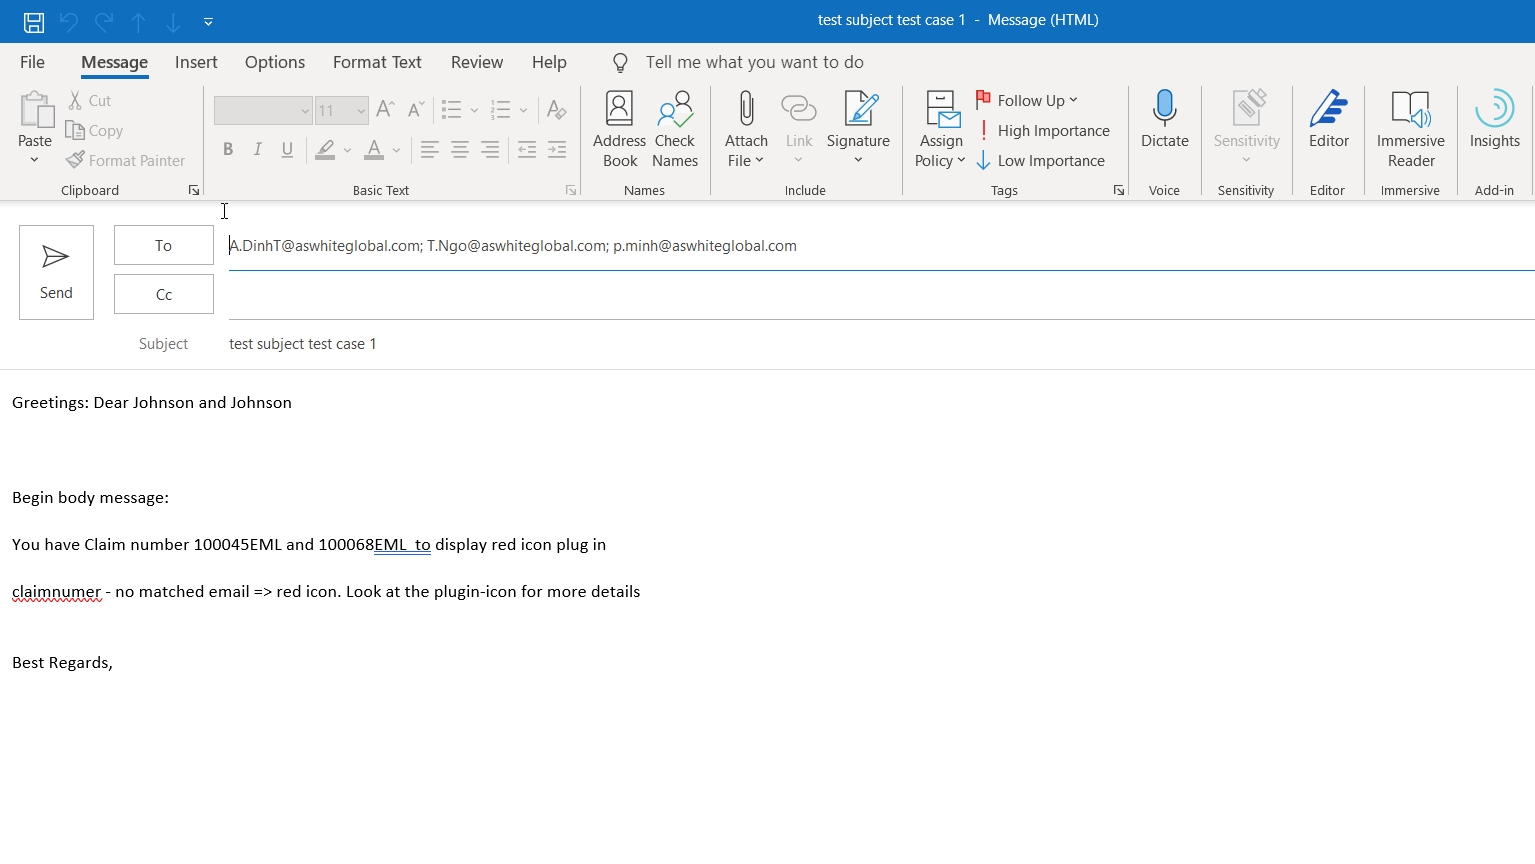 test subject test case 1 - Message (HTML)
File Message Insert Options Format Text Review Help Tell me what you want to do
Paste
Cut
Copy
Format Painter
Clipboard
11
B I U
A
Basic Text
Address Book
Check Names
Names
Attach File
Link
Signature
Include
Assign Policy
Follow Up
High Importance
Low Importance
Tags
Dictate
Voice
Sensitivity
Sensitivity
Editor
Editor
Immersive Reader
Immersive
Insights
Add-in
Send
To A.DinhT@aswhiteglobal.com; T.Ngo@aswhiteglobal.com; p.minh@aswhiteglobal.com
Cc
Subject test subject test case 1
Greetings: Dear Johnson and Johnson
Begin body message:
You have Claim number 100045EML and 100068EML to display red icon plug in
claimnumer - no matched email => red icon. Look at the plugin-icon for more details
Best Regards,